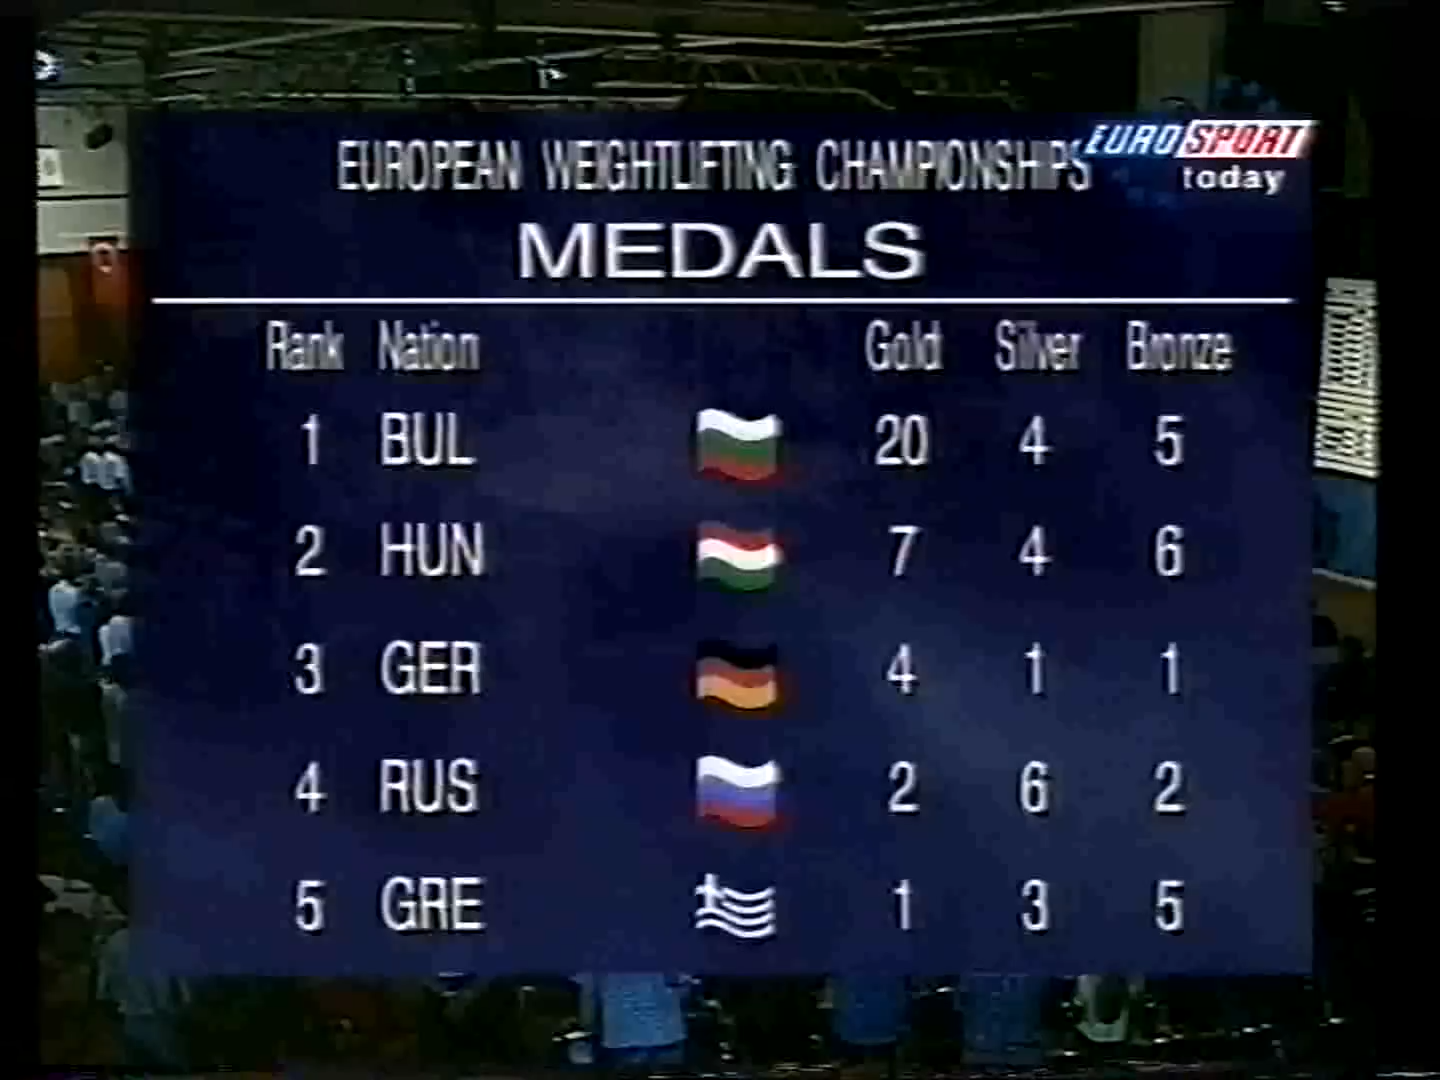 EUROSPORT
today
EUROPEAN WEIGHTLIFTING CHAMPIONSHIPS
MEDALS
Rank Nation Gold Silver Bronze
1 BUL 20 4 5
2 HUN 7 4 6
3 GER 4 1 1
4 RUS 2 6 2
5 GRE 1 3 5